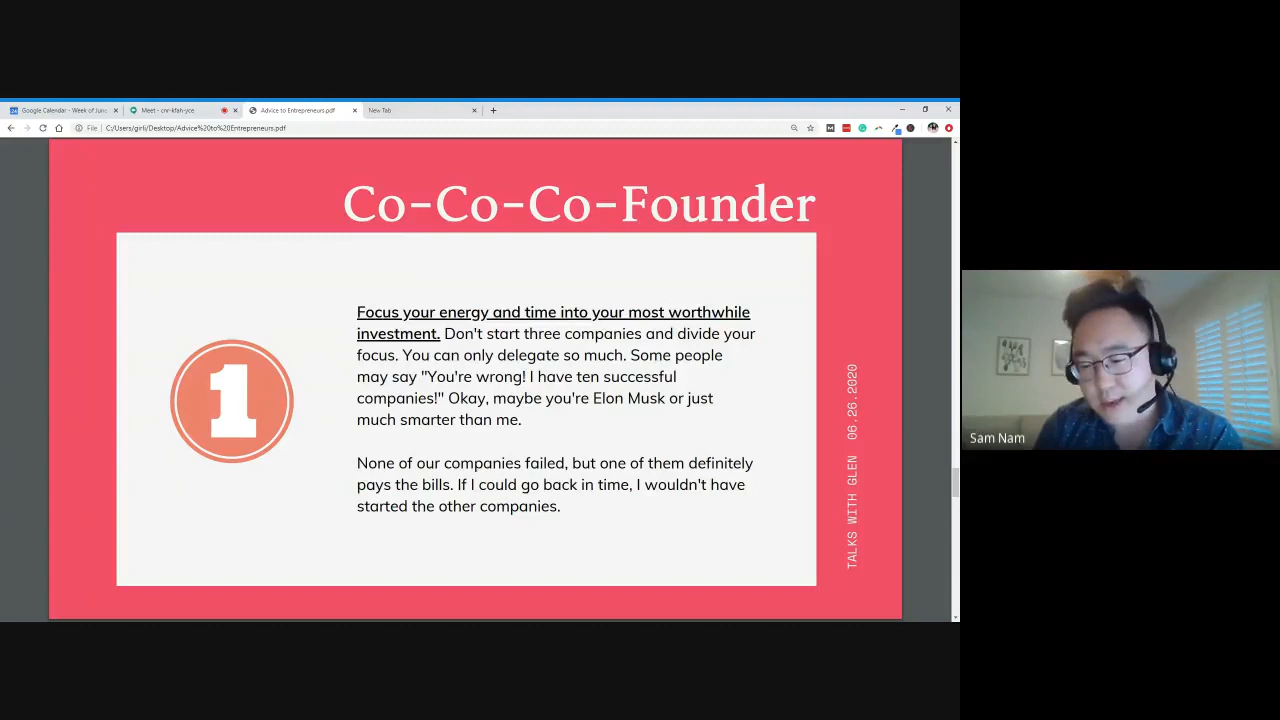 Google Calendar - Week of June
Meet - cnr-kfah-yce
Advice to Entrepreneurs.pdf
New Tab
File
C:/Users/girli/Desktop/Advice%20to%20Entrepreneurs.pdf
Co-Co-Co-Founder
1
Focus your energy and time into your most worthwhile
investment. Don't start three companies and divide your
focus. You can only delegate so much. Some people
may say "You're wrong! I have ten successful
companies!" Okay, maybe you're Elon Musk or just
much smarter than me.
None of our companies failed, but one of them definitely
pays the bills. If I could go back in time, I wouldn't have
started the other companies.
TALKS WITH GLEN 06.26.2020
Sam Nam